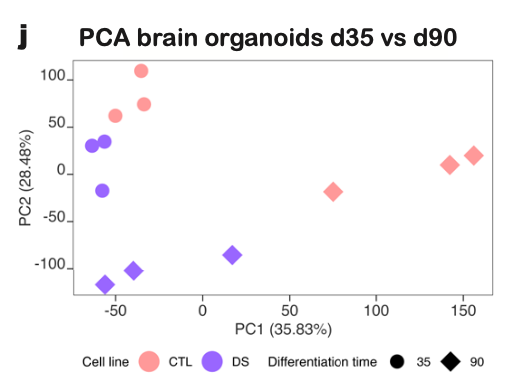 j PCA brain organoids d35 vs d90
100
50
0
-50
-100
PC2 (28.48%)
-50 0 50 100 150
PC1 (35.83%)
Cell line CTL DS Differentiation time 35 90